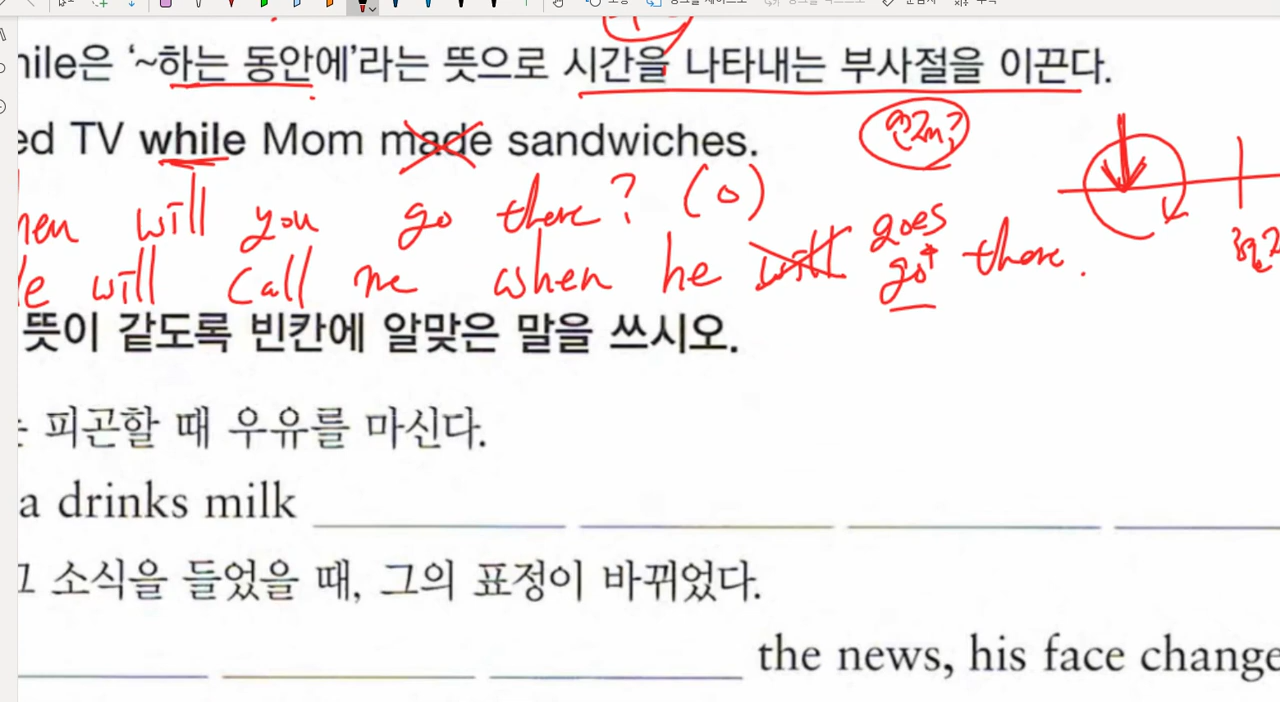 hile은 '~하는 동안에'라는 뜻으로 시간을 나타내는 부사절을 이끈다.
ed TV while Mom made sandwiches.
hen will you go there? (o)
e will call me when he will goes there.
go
뜻이 같도록 빈칸에 알맞은 말을 쓰시오.
피곤할 때 우유를 마신다.
a drinks milk
소식을 들었을 때, 그의 표정이 바뀌었다.
the news, his face change